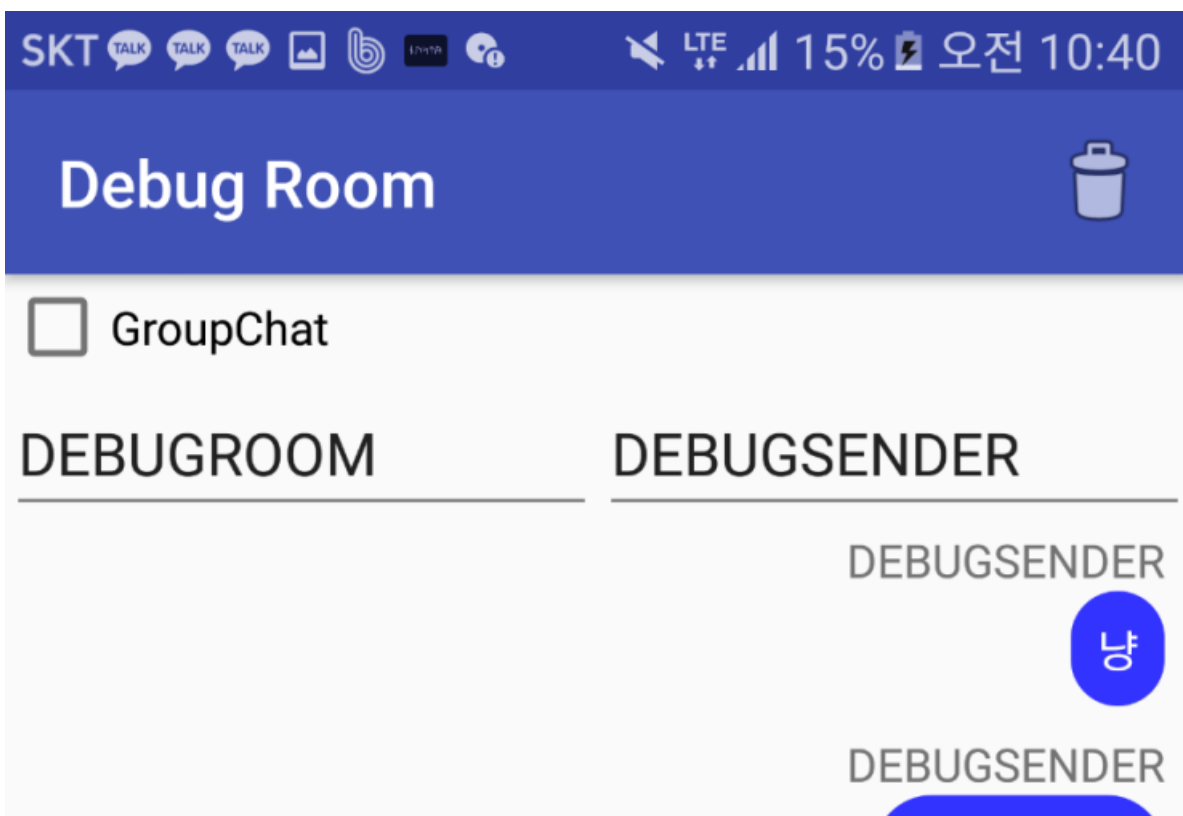 SKT TALK TALK TALK LTE 15% 오전 10:40
Debug Room
GroupChat
DEBUGROOM DEBUGSENDER
DEBUGSENDER
냥
DEBUGSENDER